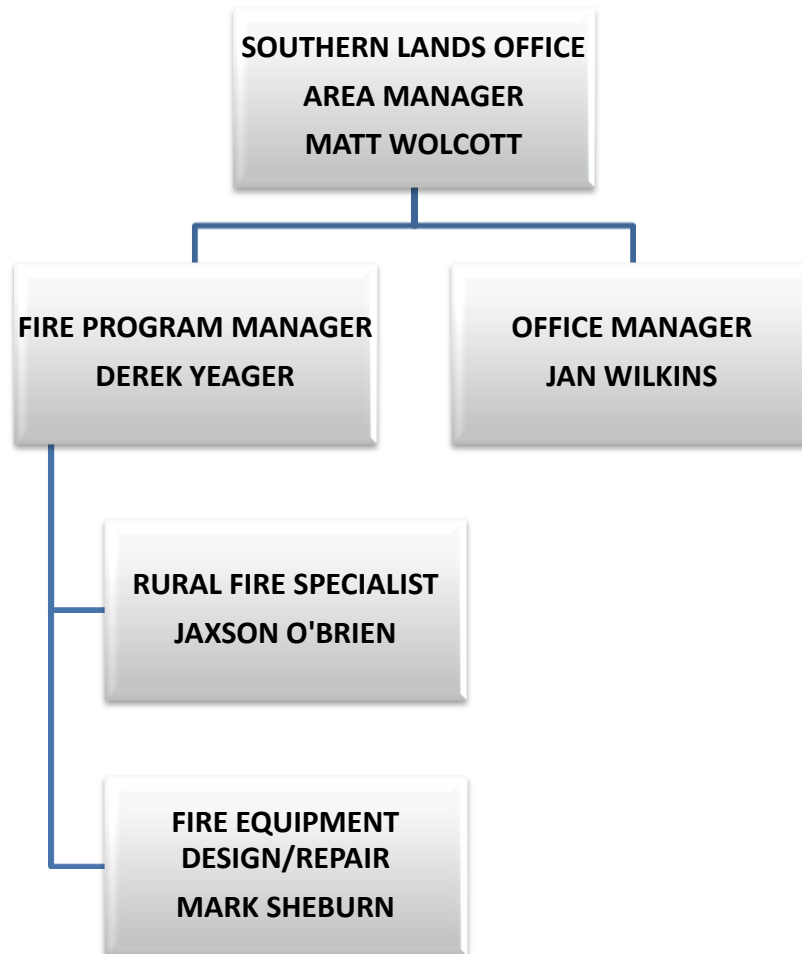 SOUTHERN LANDS OFFICE
AREA MANAGER
MATT WOLCOTT
FIRE PROGRAM MANAGER
DEREK YEAGER
OFFICE MANAGER
JAN WILKINS
RURAL FIRE SPECIALIST
JAXSON O'BRIEN
FIRE EQUIPMENT
DESIGN/REPAIR
MARK SHEBURN